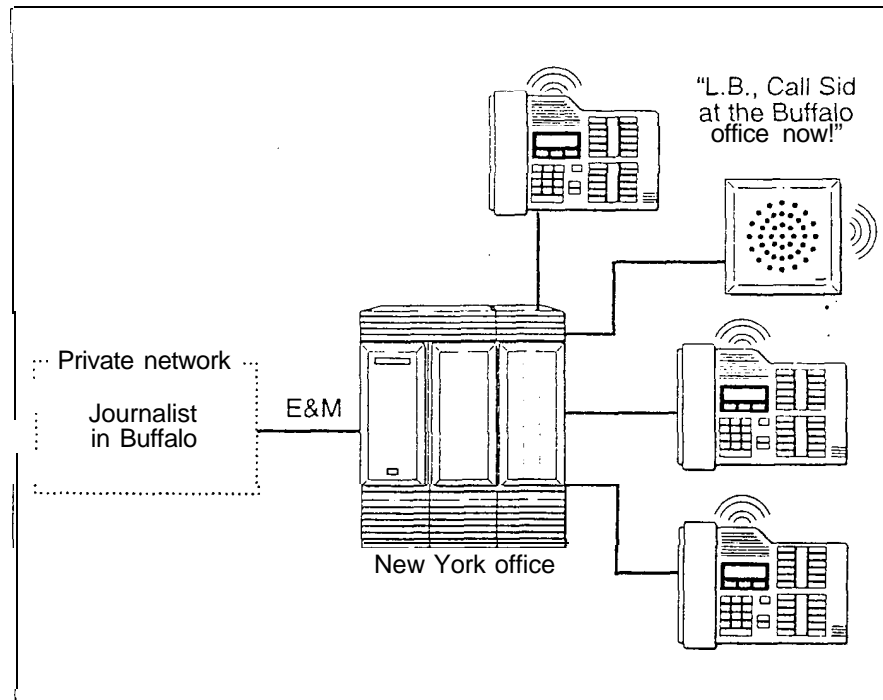 "L.B., Call Sid
at the Buffalo
office now!"
Private network
Journalist
in Buffalo
E&M
New York office